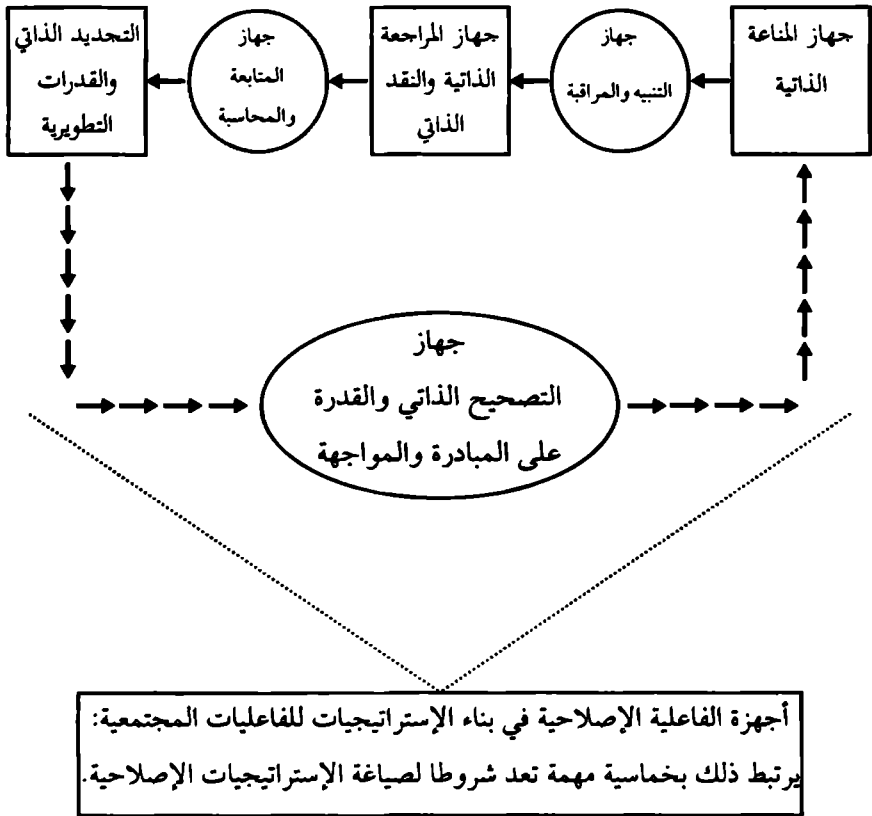 جهاز المناعة
الذاتية
جهاز
التنبيه والمراقبة
جهاز المراجعة
الذاتية والنقد
الذاتي
جهاز
المتابعة
والمحاسبة
التجديد الذاتي
والقدرات
التطويرية
جهاز
التصحيح الذاتي والقدرة
على المبادرة والمواجهة
أجهزة الفاعلية الإصلاحية في بناء الإستراتيجيات للفاعليات المجتمعية:
يرتبط ذلك بخماسية مهمة تعد شروطا لصياغة الإستراتيجيات الإصلاحية.